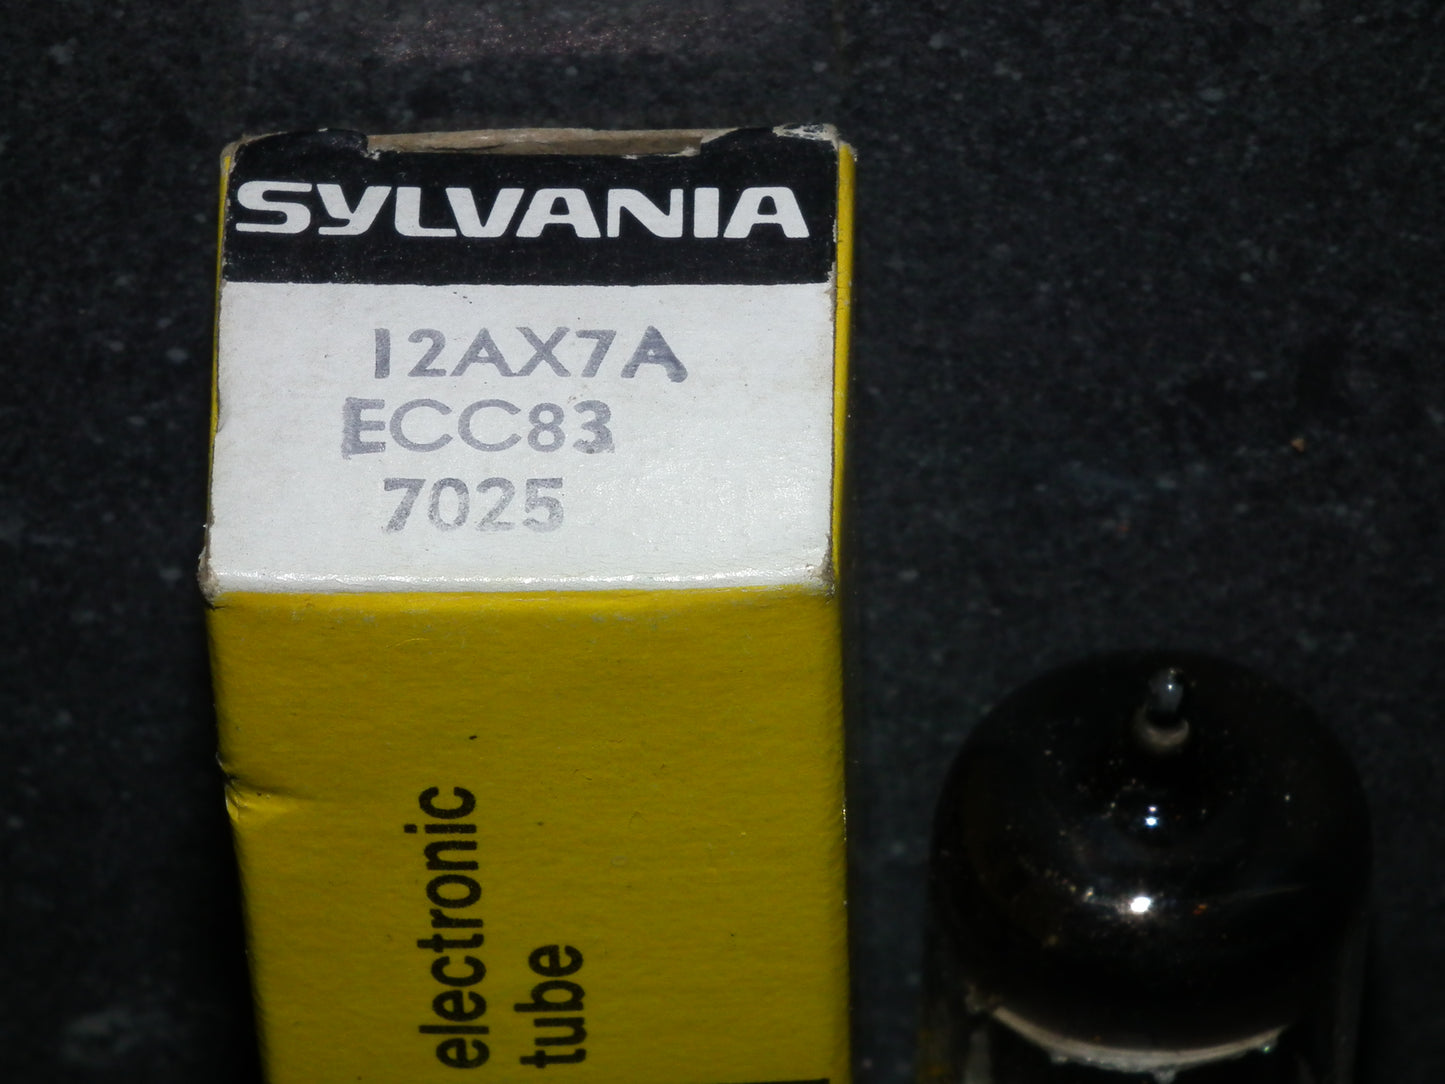 SYLVANIA
12AX7A
ECC83
7025
electronic
tube